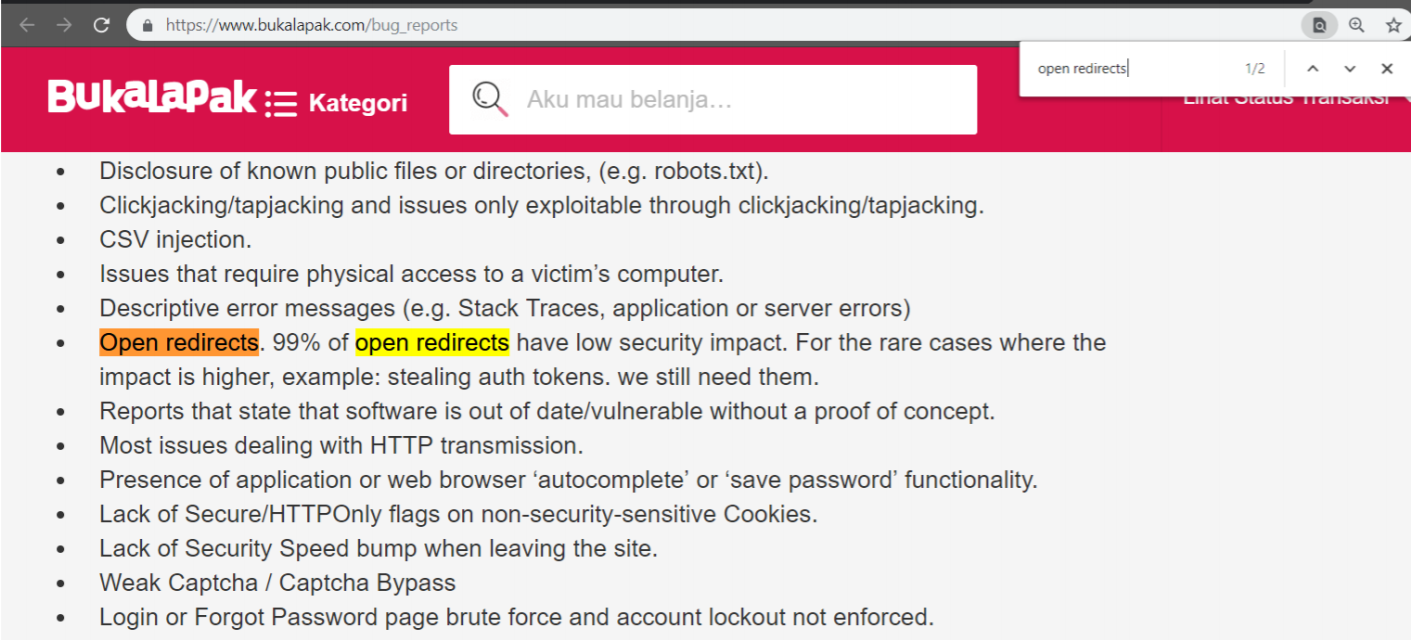 https://www.bukalapak.com/bug_reports
open redirects 1/2
BukaLapak Kategori Aku mau belanja... Lihat Status Transaksi
• Disclosure of known public files or directories, (e.g. robots.txt).
• Clickjacking/tapjacking and issues only exploitable through clickjacking/tapjacking.
• CSV injection.
• Issues that require physical access to a victim’s computer.
• Descriptive error messages (e.g. Stack Traces, application or server errors)
• Open redirects. 99% of open redirects have low security impact. For the rare cases where the
impact is higher, example: stealing auth tokens. we still need them.
• Reports that state that software is out of date/vulnerable without a proof of concept.
• Most issues dealing with HTTP transmission.
• Presence of application or web browser ‘autocomplete’ or ‘save password’ functionality.
• Lack of Secure/HTTPOnly flags on non-security-sensitive Cookies.
• Lack of Security Speed bump when leaving the site.
• Weak Captcha / Captcha Bypass
• Login or Forgot Password page brute force and account lockout not enforced.